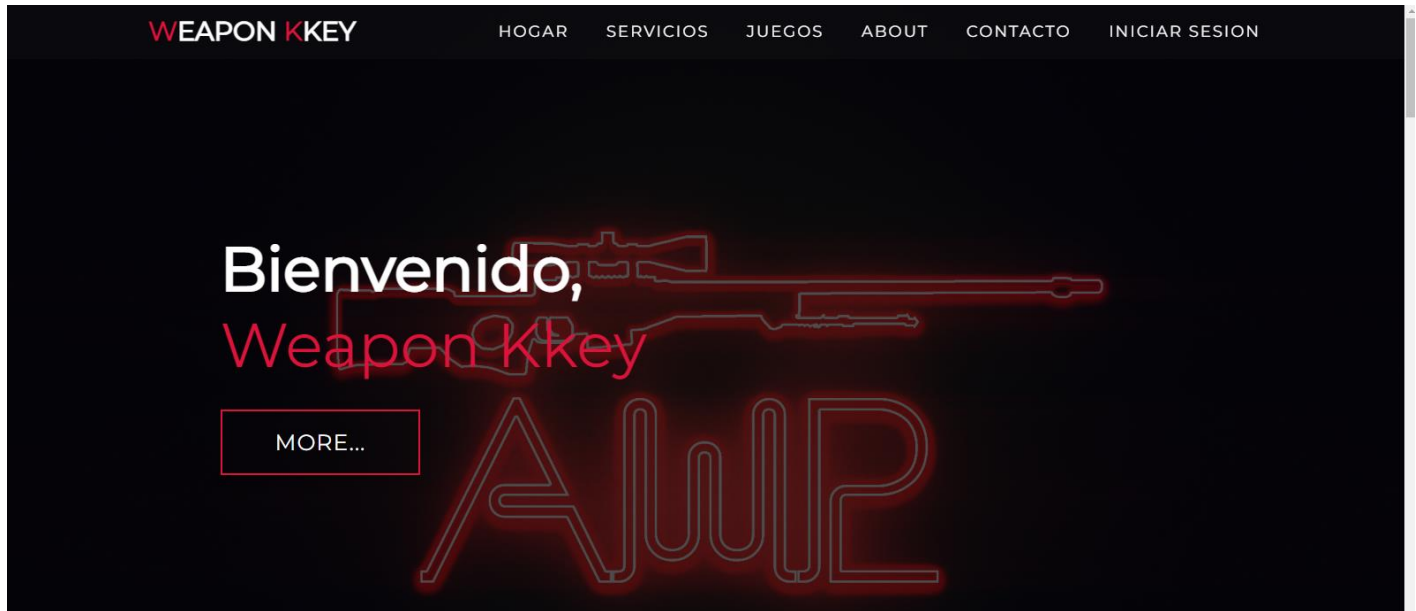 WEAPON KKEY
HOGAR SERVICIOS JUEGOS ABOUT CONTACTO INICIAR SESION
Bienvenido,
Weapon Kkey
MORE...
AWP